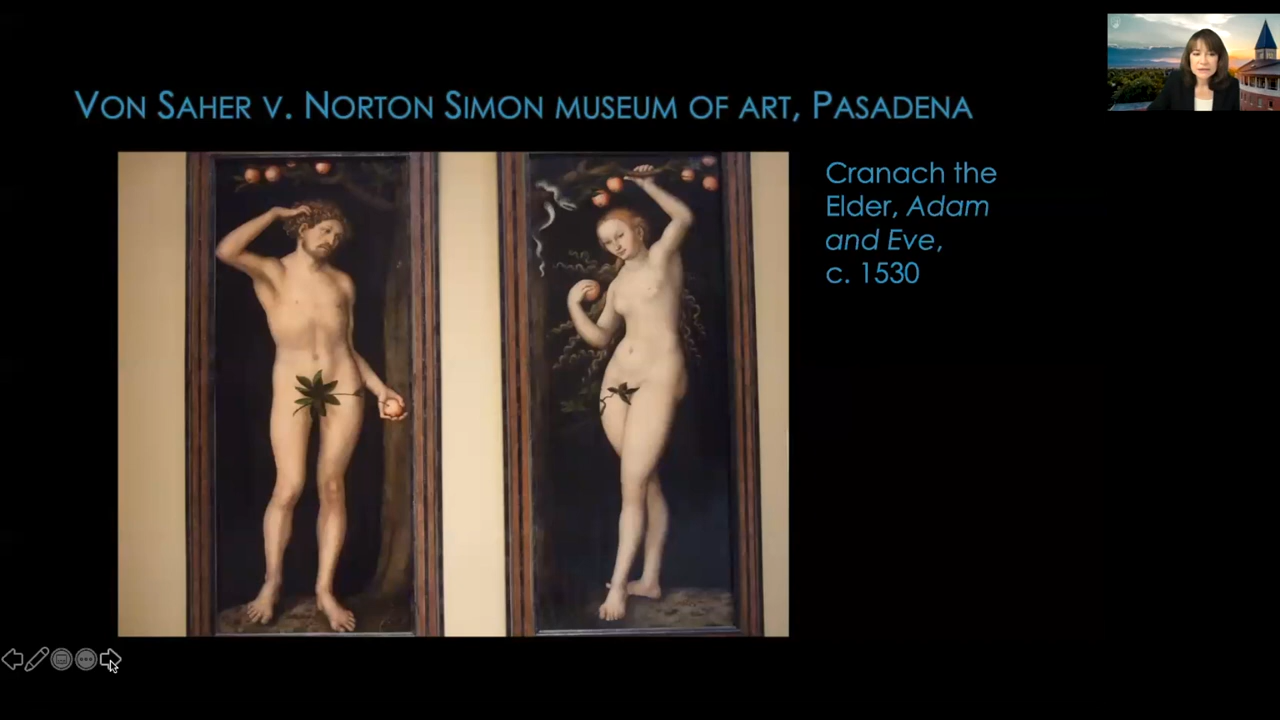 VON SAHER V. NORTON SIMON MUSEUM OF ART, PASADENA
Cranach the
Elder, Adam
and Eve,
c. 1530